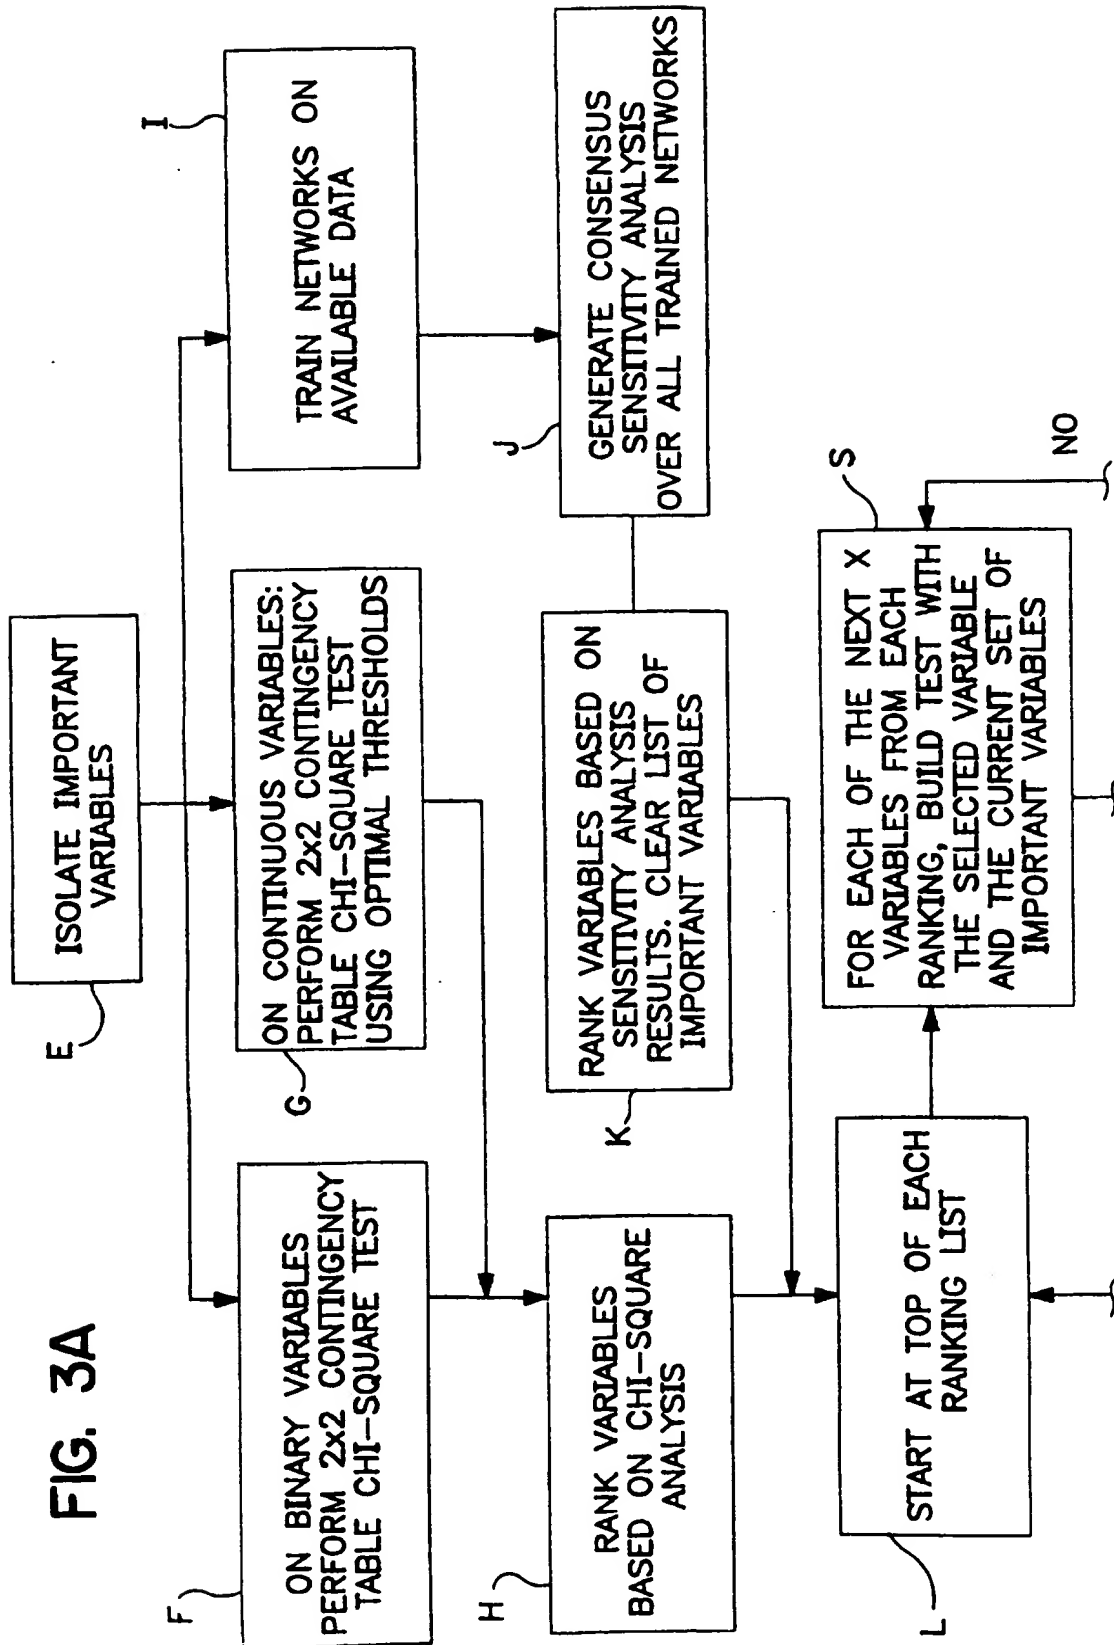 FIG. 3A
E
ISOLATE IMPORTANT
VARIABLES
F
ON BINARY VARIABLES
PERFORM 2x2 CONTINGENCY
TABLE CHI-SQUARE TEST
G
ON CONTINUOUS VARIABLES:
PERFORM 2x2 CONTINGENCY
TABLE CHI-SQUARE TEST
USING OPTIMAL THRESHOLDS
I
TRAIN NETWORKS ON
AVAILABLE DATA
H
RANK VARIABLES
BASED ON CHI-SQUARE
ANALYSIS
K
RANK VARIABLES BASED ON
SENSITIVITY ANALYSIS
RESULTS. CLEAR LIST OF
IMPORTANT VARIABLES
J
GENERATE CONSENSUS
SENSITIVITY ANALYSIS
OVER ALL TRAINED NETWORKS
L
START AT TOP OF EACH
RANKING LIST
S
FOR EACH OF THE NEXT X
VARIABLES FROM EACH
RANKING, BUILD TEST WITH
THE SELECTED VARIABLE
AND THE CURRENT SET OF
IMPORTANT VARIABLES
NO